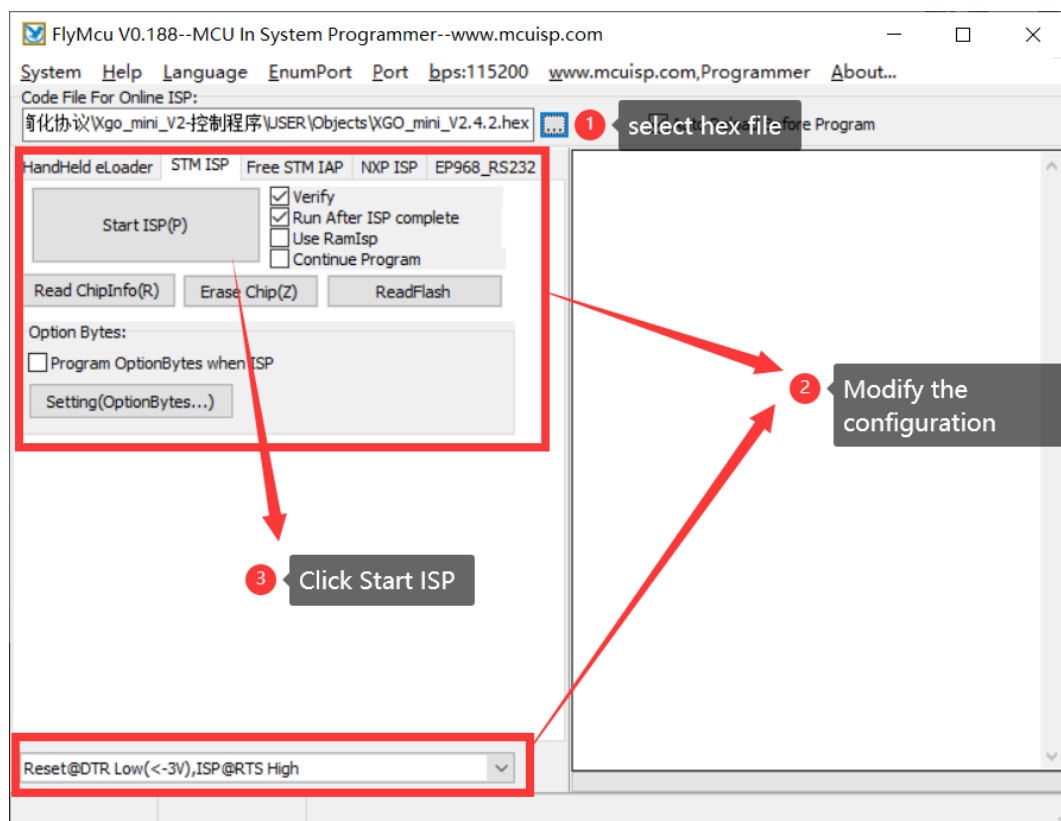 FlyMcu V0.188--MCU In System Programmer--www.mcuisp.com
System Help Language EnumPort Port bps:115200 www.mcuisp.com,Programmer About...
Code File For Online ISP:
化协议\Xgo_mini_V2-控制程序\USER\Objects\XGO_mini_V2.4.2.hex
...
1 select hex file
Program
HandHeld eLoader STM ISP Free STM IAP NXP ISP EP968_RS232
Start ISP(P)
Verify
Run After ISP complete
Use RamIsp
Continue Program
Read ChipInfo(R) Erase Chip(Z) ReadFlash
Option Bytes:
Program OptionBytes when ISP
Setting(OptionBytes...)
2 Modify the
configuration
3 Click Start ISP
Reset@DTR Low(<-3V),ISP@RTS High